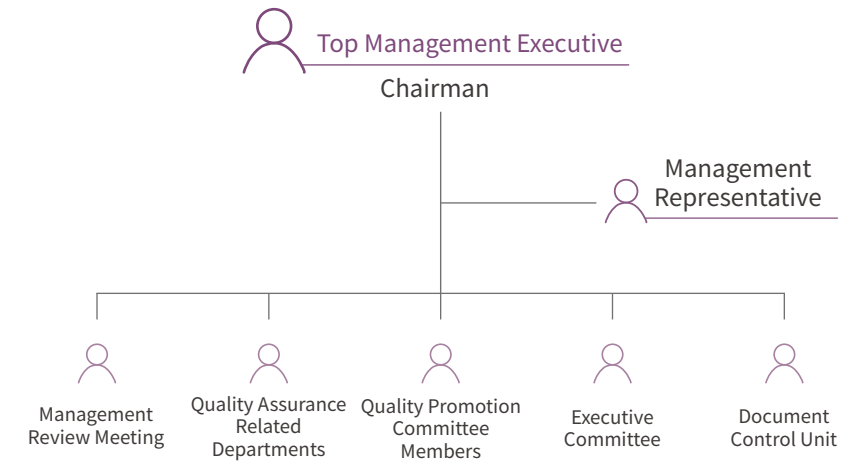 Top Management Executive
Chairman
Management
Representative
Management
Review Meeting
Quality Assurance
Related
Departments
Quality Promotion
Committee
Members
Executive
Committee
Document
Control Unit